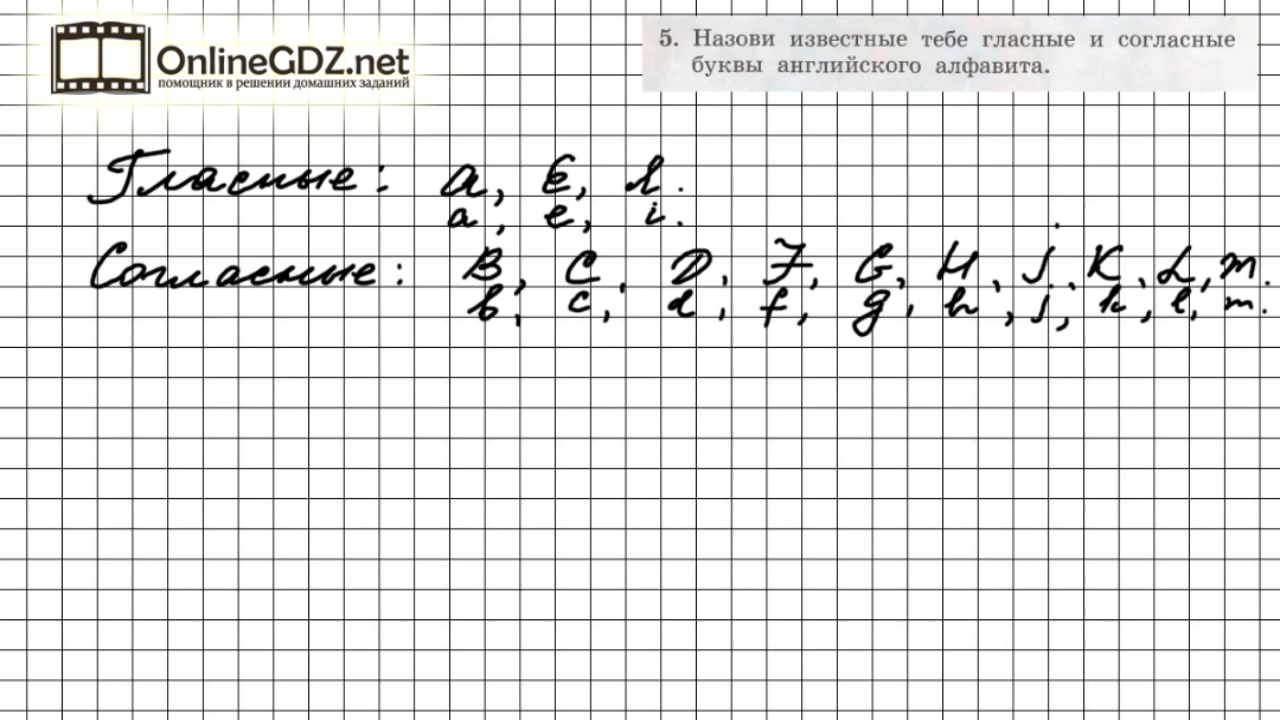 OnlineGDZ.net
помощник в решении домашних заданий
5. Назови известные тебе гласные и согласные
буквы английского алфавита.
Гласные: A, E, I.
a, e, i.
Согласные: B, C, D, F, G, H, J, K, L, M.
b, c, d, f, g, h, j, k, l, m.